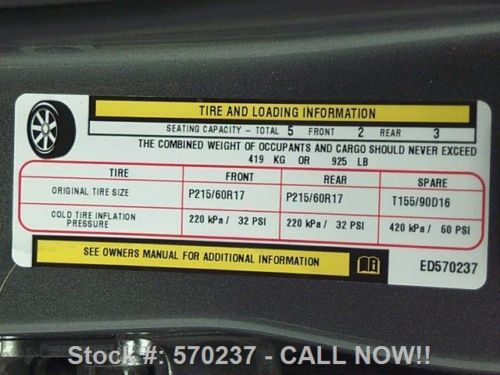 TIRE AND LOADING INFORMATION
SEATING CAPACITY - TOTAL 5 FRONT 2 REAR 3
THE COMBINED WEIGHT OF OCCUPANTS AND CARGO SHOULD NEVER EXCEED
419 KG OR 925 LB
TIRE FRONT REAR SPARE
ORIGINAL TIRE SIZE P215/60R17 P215/60R17 T155/90D16
COLD TIRE INFLATION
PRESSURE 220 kPa / 32 PSI 220 kPa / 32 PSI 420 kPa / 60 PSI
SEE OWNERS MANUAL FOR ADDITIONAL INFORMATION
ED570237
Stock #: 570237 - CALL NOW!!